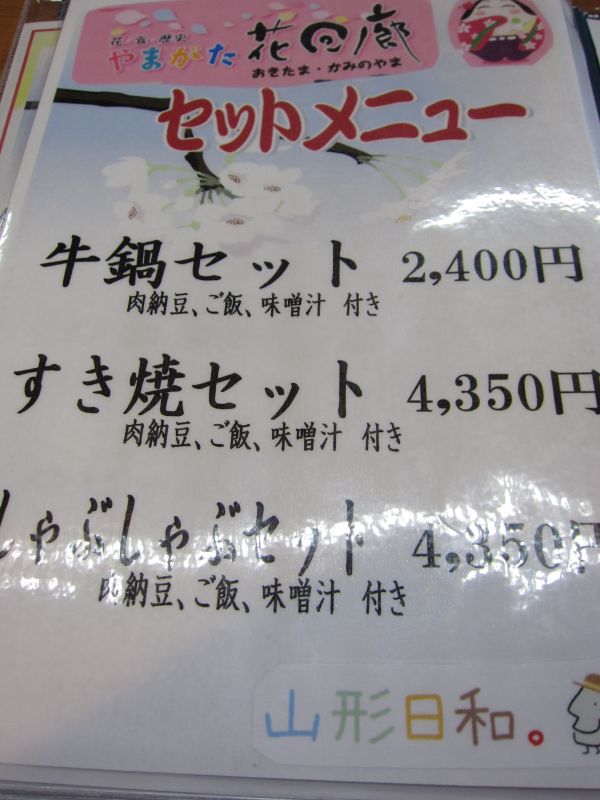 花・食・歴史
やまがた 花回廊
おきたま・かみのやま
セットメニュー
牛鍋セット 2,400円
肉納豆、ご飯、味噌汁 付き
すき焼セット 4,350円
肉納豆、ご飯、味噌汁 付き
しゃぶしゃぶセット 4,350円
肉納豆、ご飯、味噌汁 付き
山形日和。